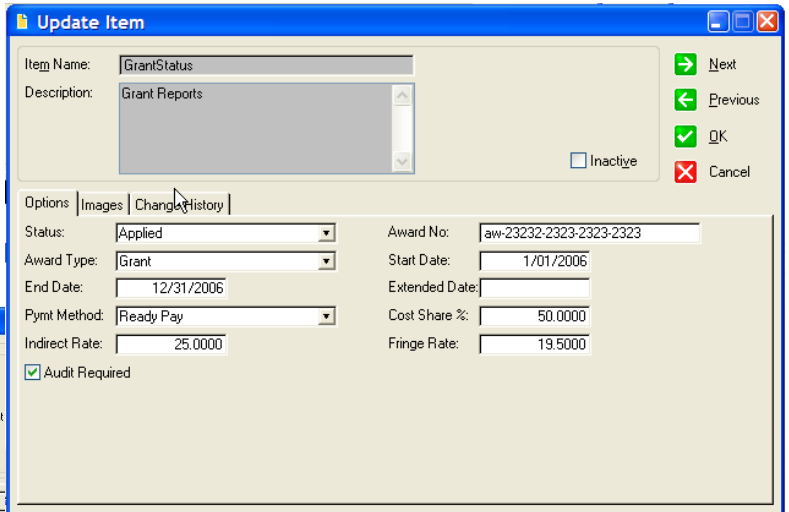 Update Item
Item Name: GrantStatus
Description: Grant Reports
Inactive
Next
Previous
OK
Cancel
Options Images Change History
Status: Applied Award No: aw-23232-2323-2323-2323
Award Type: Grant Start Date: 1/01/2006
End Date: 12/31/2006 Extended Date:
Pymt Method: Ready Pay Cost Share %: 50.0000
Indirect Rate: 25.0000 Fringe Rate: 19.5000
Audit Required